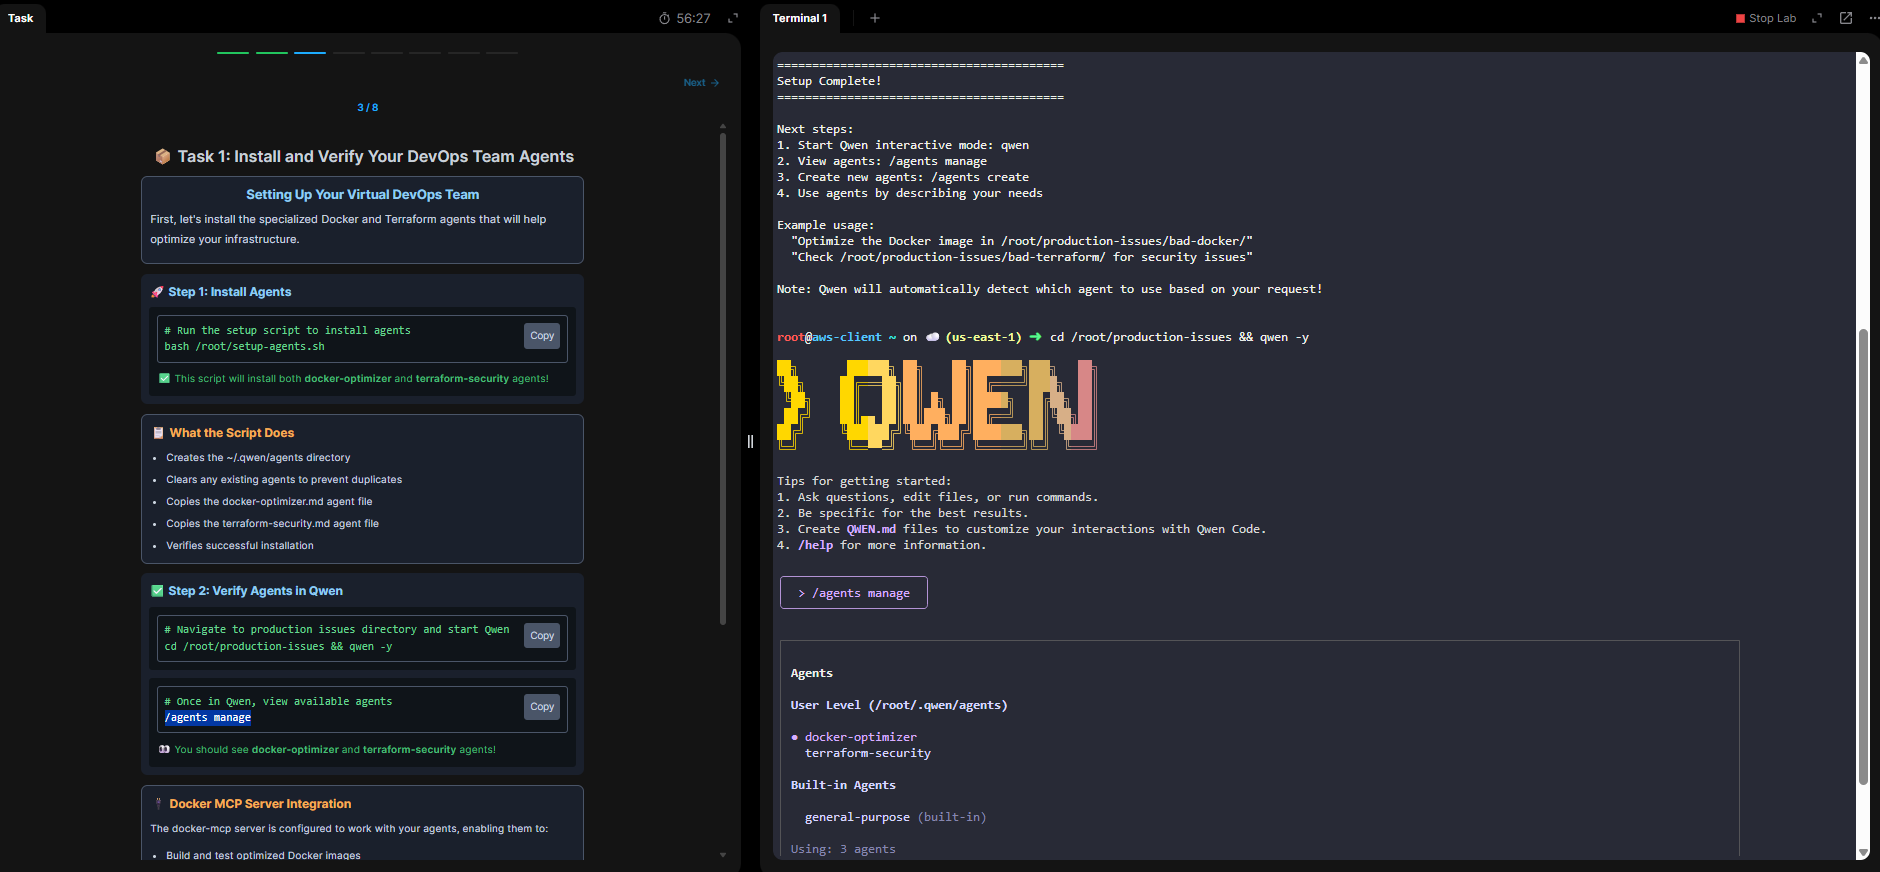 Task
56:27
Next →
3 / 8
Task 1: Install and Verify Your DevOps Team Agents
Setting Up Your Virtual DevOps Team
First, let's install the specialized Docker and Terraform agents that will help
optimize your infrastructure.
Step 1: Install Agents
# Run the setup script to install agents
bash /root/setup-agents.sh
Copy
This script will install both docker-optimizer and terraform-security agents!
What the Script Does
• Creates the ~/.qwen/agents directory
• Clears any existing agents to prevent duplicates
• Copies the docker-optimizer.md agent file
• Copies the terraform-security.md agent file
• Verifies successful installation
Step 2: Verify Agents in Qwen
# Navigate to production issues directory and start Qwen
cd /root/production-issues && qwen -y
Copy
# Once in Qwen, view available agents
/agents manage
Copy
You should see docker-optimizer and terraform-security agents!
Docker MCP Server Integration
The docker-mcp server is configured to work with your agents, enabling them to:
• Build and test optimized Docker images
Terminal 1
+
Stop Lab
=========================================
Setup Complete!
=========================================
Next steps:
1. Start Qwen interactive mode: qwen
2. View agents: /agents manage
3. Create new agents: /agents create
4. Use agents by describing your needs
Example usage:
"Optimize the Docker image in /root/production-issues/bad-docker/"
"Check /root/production-issues/bad-terraform/ for security issues"
Note: Qwen will automatically detect which agent to use based on your request!
root@aws-client ~ on ☁️ (us-east-1) ➜ cd /root/production-issues && qwen -y
> QWEN
Tips for getting started:
1. Ask questions, edit files, or run commands.
2. Be specific for the best results.
3. Create QWEN.md files to customize your interactions with Qwen Code.
4. /help for more information.
> /agents manage
Agents
User Level (/root/.qwen/agents)
● docker-optimizer
terraform-security
Built-in Agents
general-purpose (built-in)
Using: 3 agents